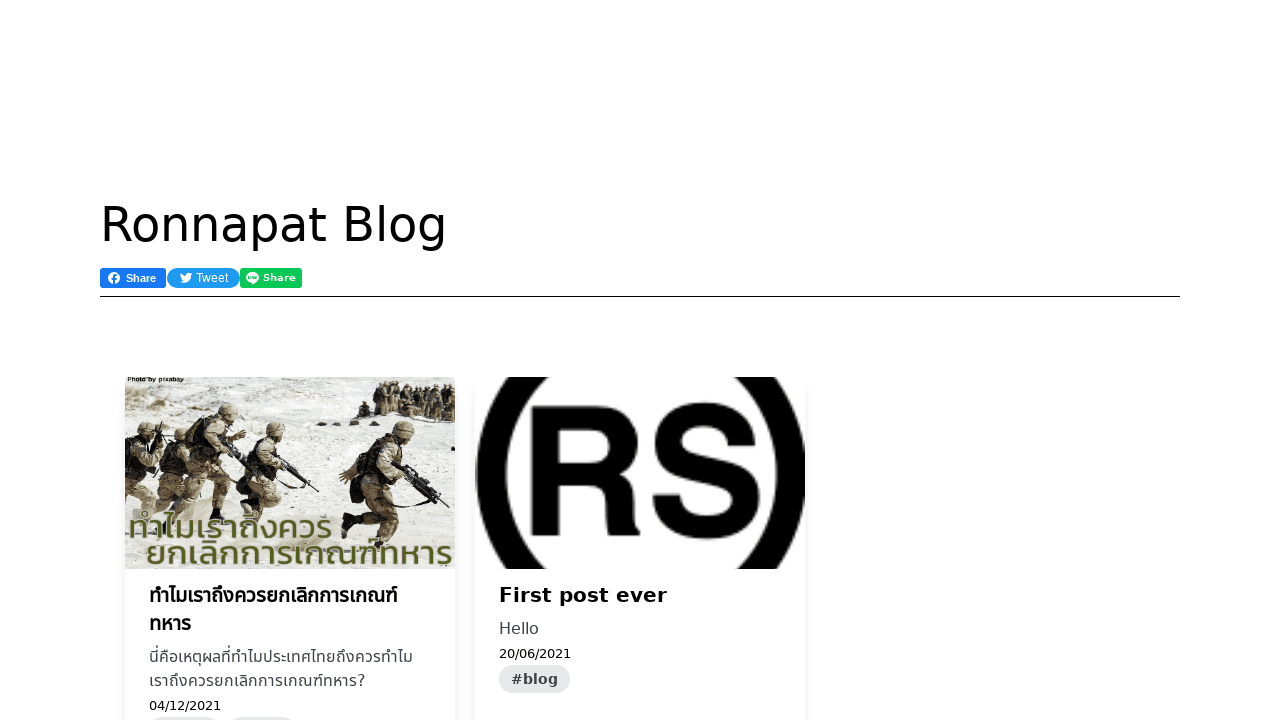 Ronnapat Blog
Share
Tweet
Share
Photo by pixabay
ทำไมเราถึงควร
ยกเลิกการเกณฑ์ทหาร
ทำไมเราถึงควรยกเลิกการเกณฑ์
ทหาร
นี่คือเหตุผลที่ทำไมประเทศไทยถึงควรทำไม
เราถึงควรยกเลิกการเกณฑ์ทหาร?
04/12/2021
(RS)
First post ever
Hello
20/06/2021
#blog